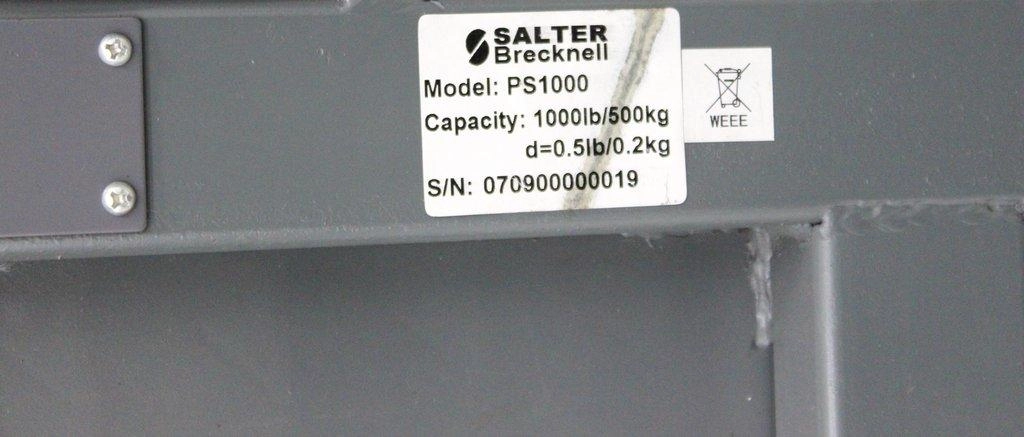 SALTER
Brecknell
Model: PS1000
Capacity: 1000lb/500kg
d=0.5lb/0.2kg
S/N: 070900000019
WEEE